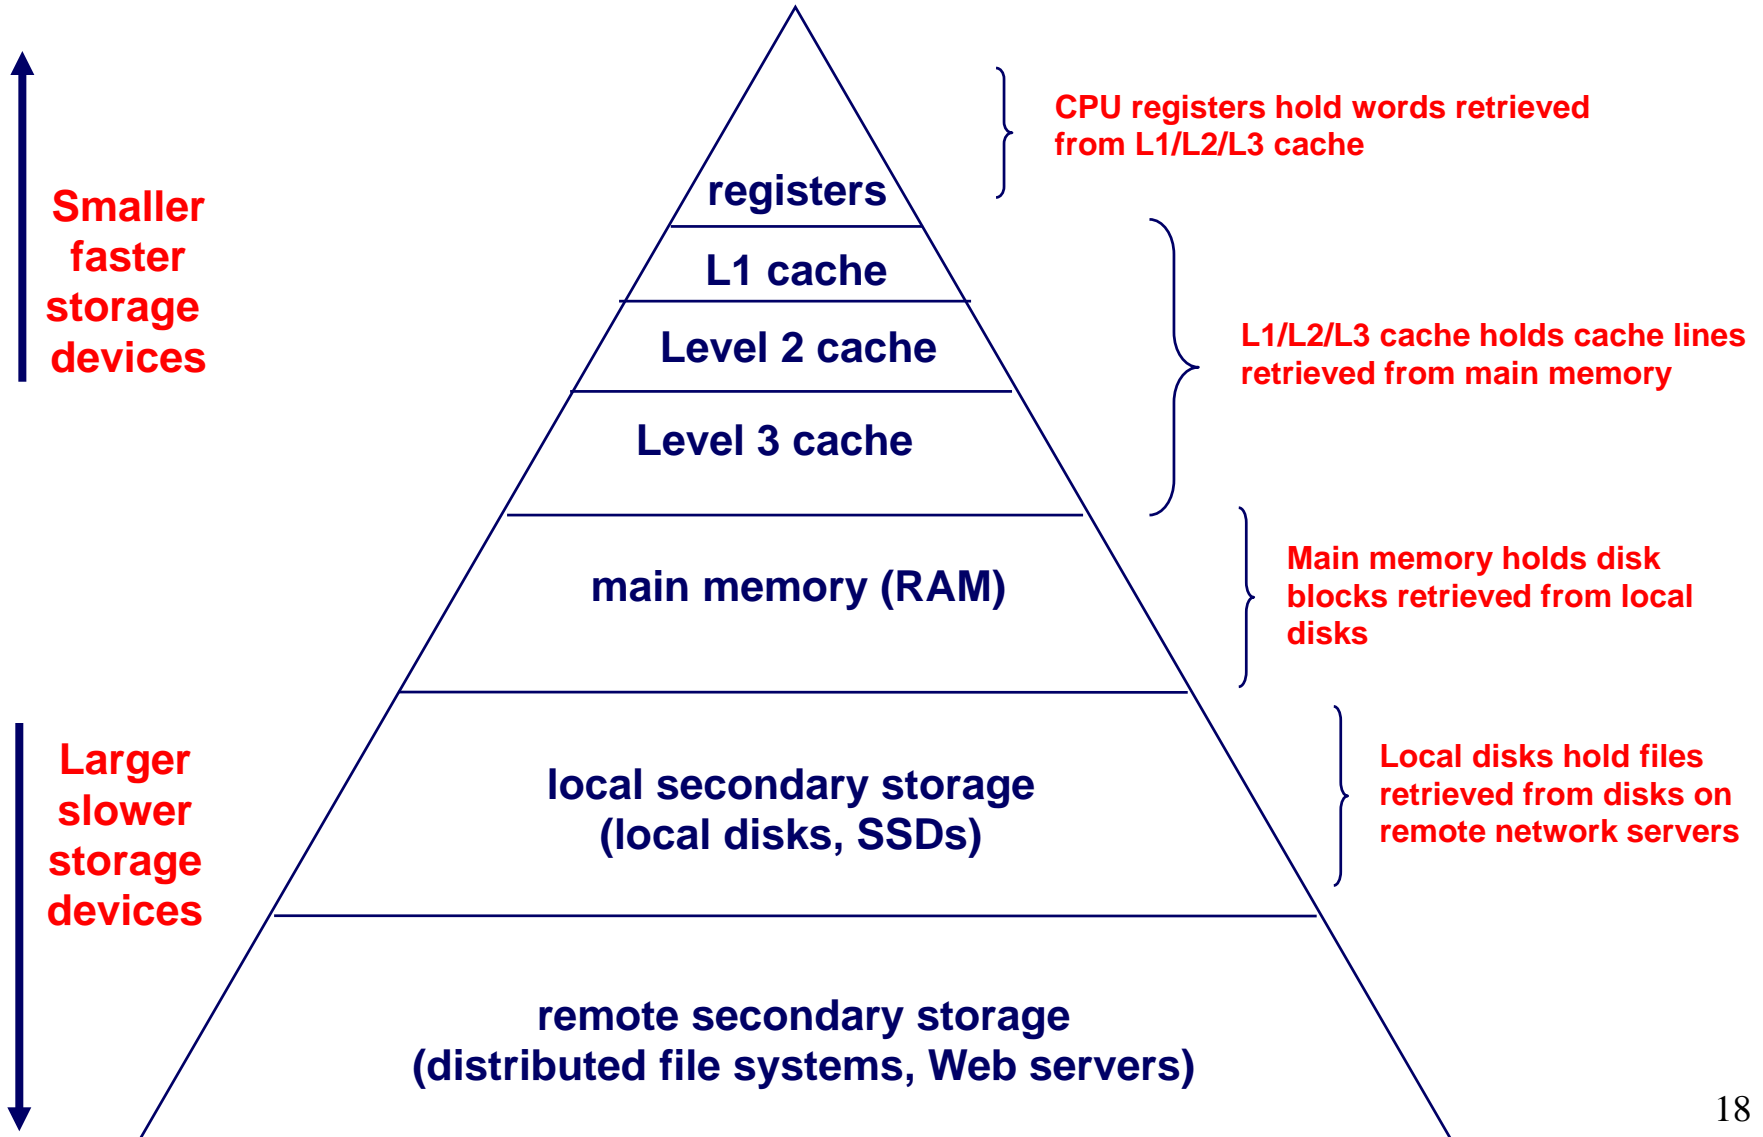 CPU registers hold words retrieved
from L1/L2/L3 cache
Smaller
faster
storage
devices
registers
L1 cache
Level 2 cache
Level 3 cache
L1/L2/L3 cache holds cache lines
retrieved from main memory
main memory (RAM)
Main memory holds disk
blocks retrieved from local
disks
Larger
slower
storage
devices
local secondary storage
(local disks, SSDs)
Local disks hold files
retrieved from disks on
remote network servers
remote secondary storage
(distributed file systems, Web servers)
18